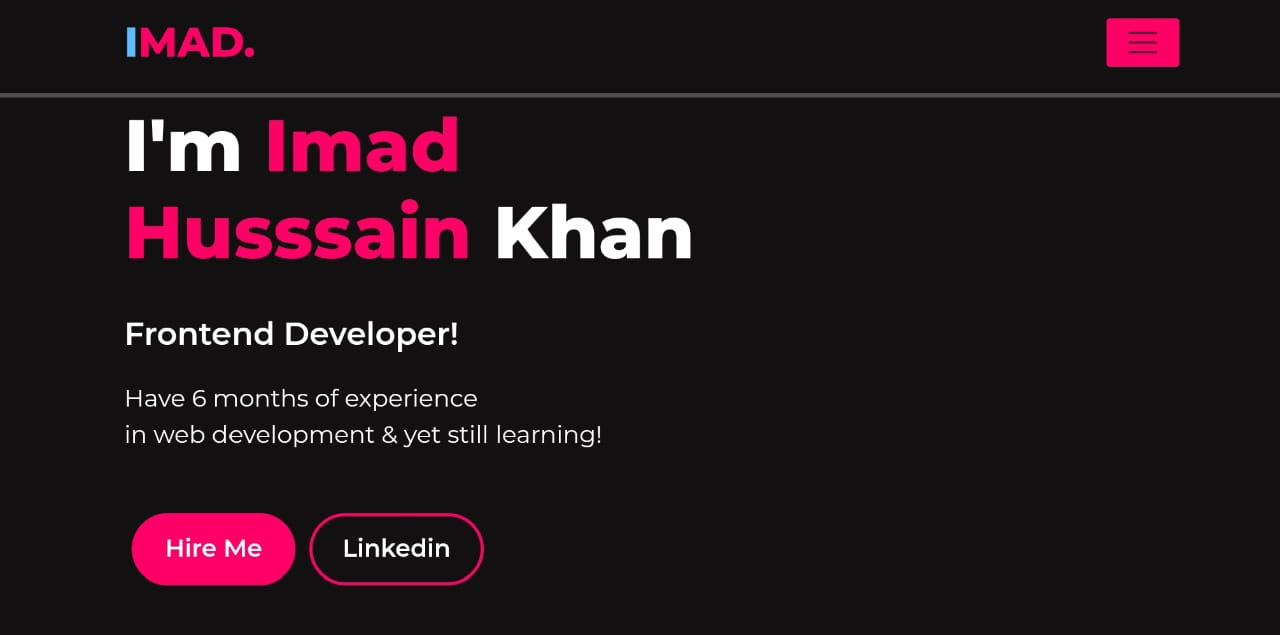 IMAD.
I'm Imad
Husssain Khan
Frontend Developer!
Have 6 months of experience
in web development & yet still learning!
Hire Me
Linkedin